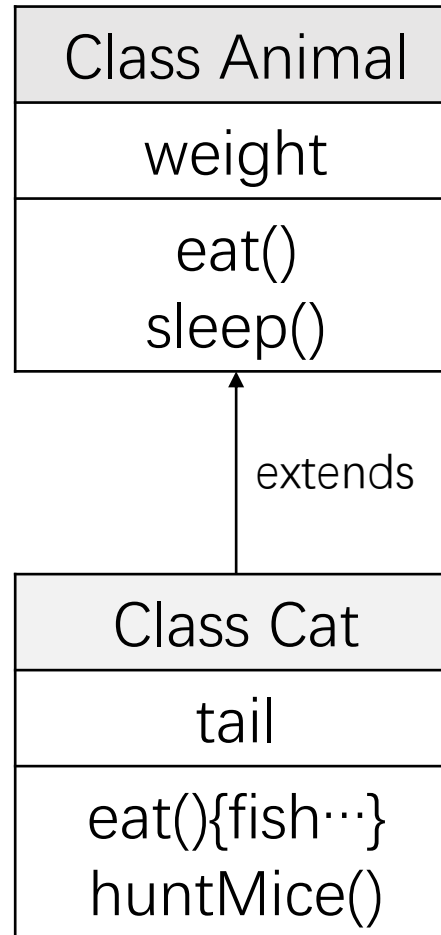 Class Animal
weight
eat()
sleep()
extends
Class Cat
tail
eat(){fish…}
huntMice()